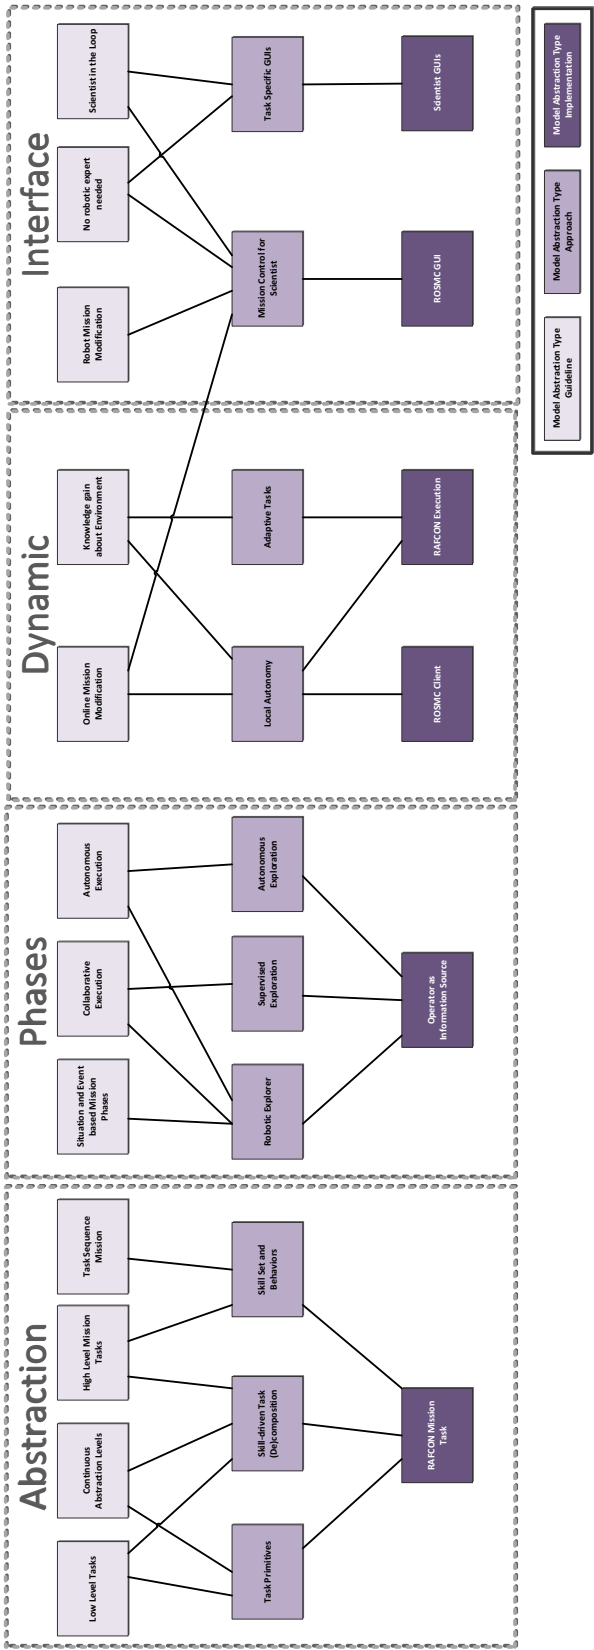 Abstraction
Low Level Tasks
Continuous
Abstraction Levels
High Level Mission
Tasks
Task Sequence
Mission
Task Primitives
Skill-driven Task
(De)composition
Skill Set and
Behaviors
RAFCON Mission
Task
Phases
Situation and Event
based Mission
Phases
Collaborative
Execution
Autonomous
Execution
Robotic Explorer
Supervised
Exploration
Autonomous
Exploration
Operator as
Information Source
Dynamic
Online Mission
Modification
Knowledge gain
about Environment
Local Autonomy
Adaptive Tasks
ROSMC Client
RAFCON Execution
Interface
Robot Mission
Modification
No robotic expert
needed
Scientist in the Loop
Mission Control for
Scientist
Task Specific GUIs
ROSMC GUI
Scientist GUIs
Model Abstraction Type
Guideline
Model Abstraction Type
Approach
Model Abstraction Type
Implementation